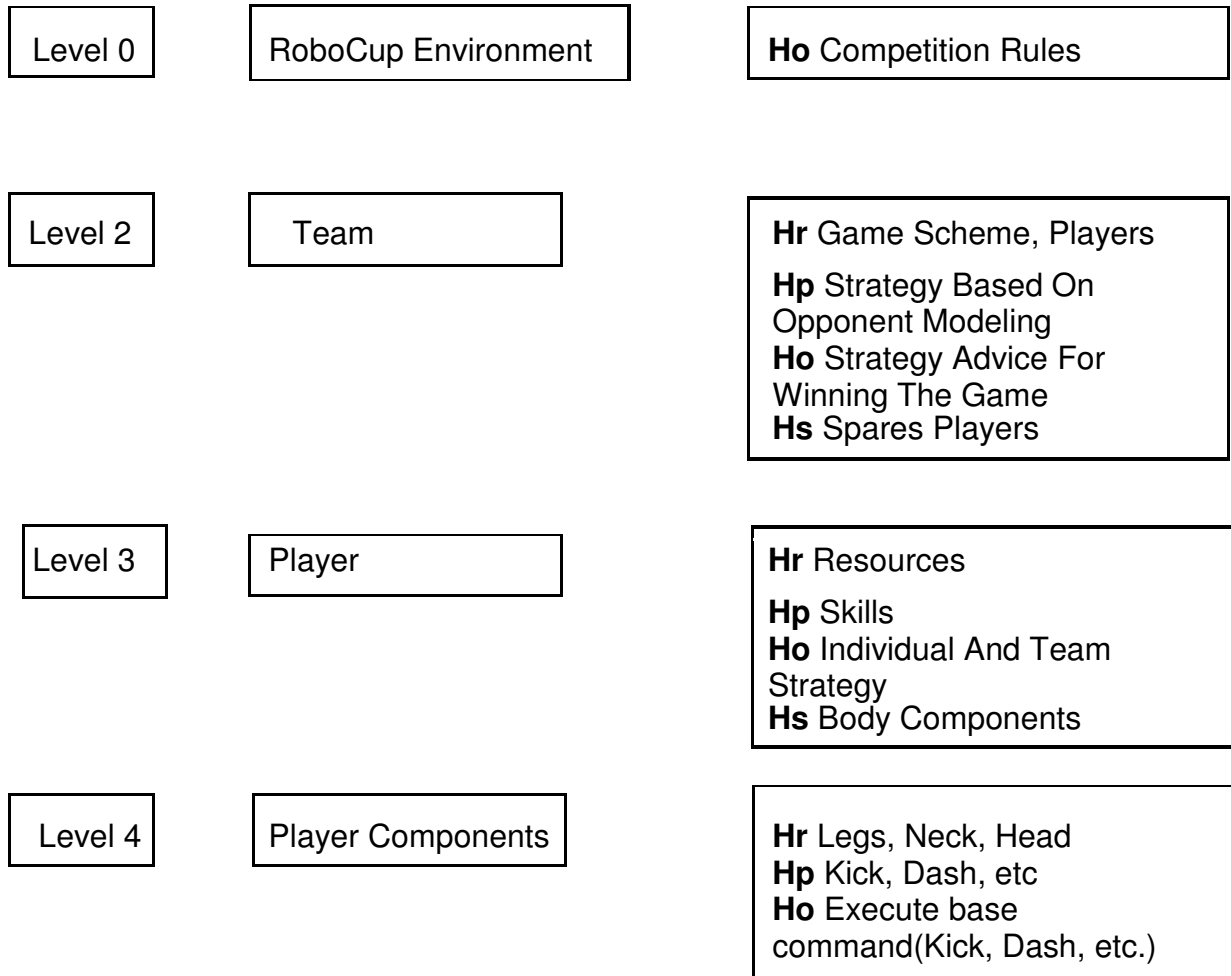 Level 0
RoboCup Environment
Ho Competition Rules
Level 2
Team
Hr Game Scheme, Players
Hp Strategy Based On
Opponent Modeling
Ho Strategy Advice For
Winning The Game
Hs Spares Players
Level 3
Player
Hr Resources
Hp Skills
Ho Individual And Team
Strategy
Hs Body Components
Level 4
Player Components
Hr Legs, Neck, Head
Hp Kick, Dash, etc
Ho Execute base
command(Kick, Dash, etc.)